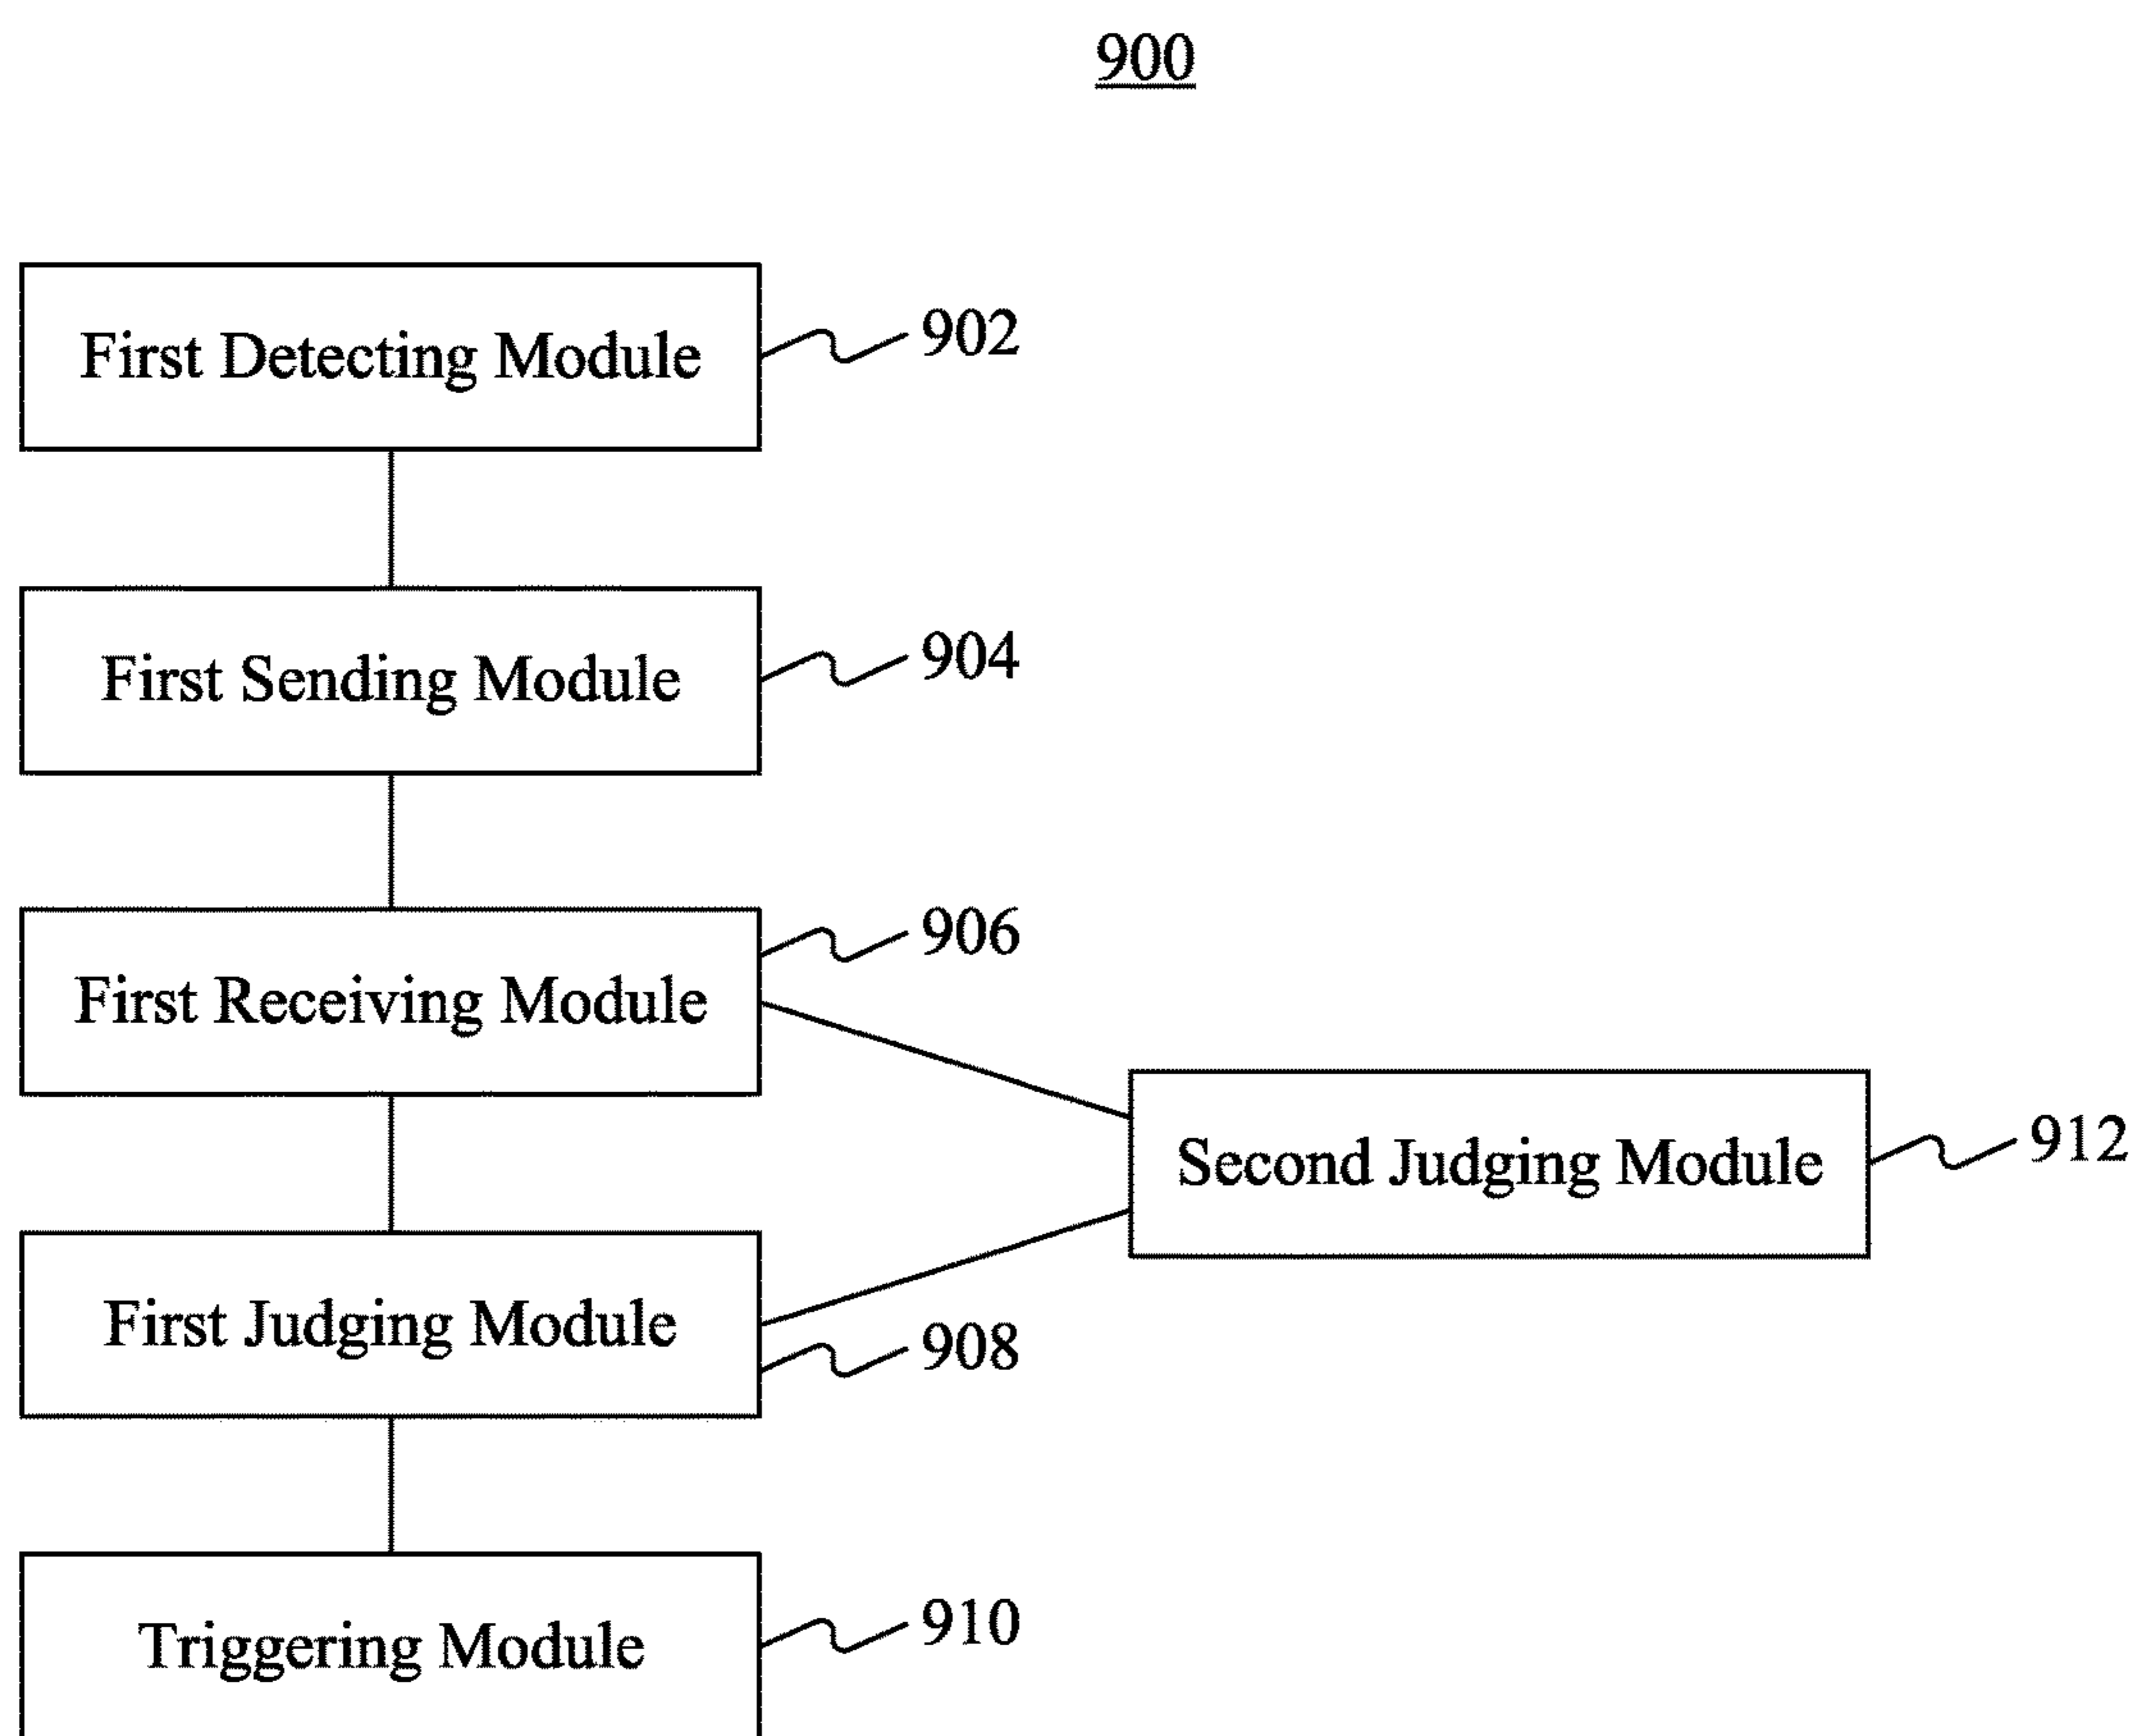 900
First Detecting Module
902
First Sending Module
904
First Receiving Module
906
Second Judging Module
912
First Judging Module
908
Triggering Module
910